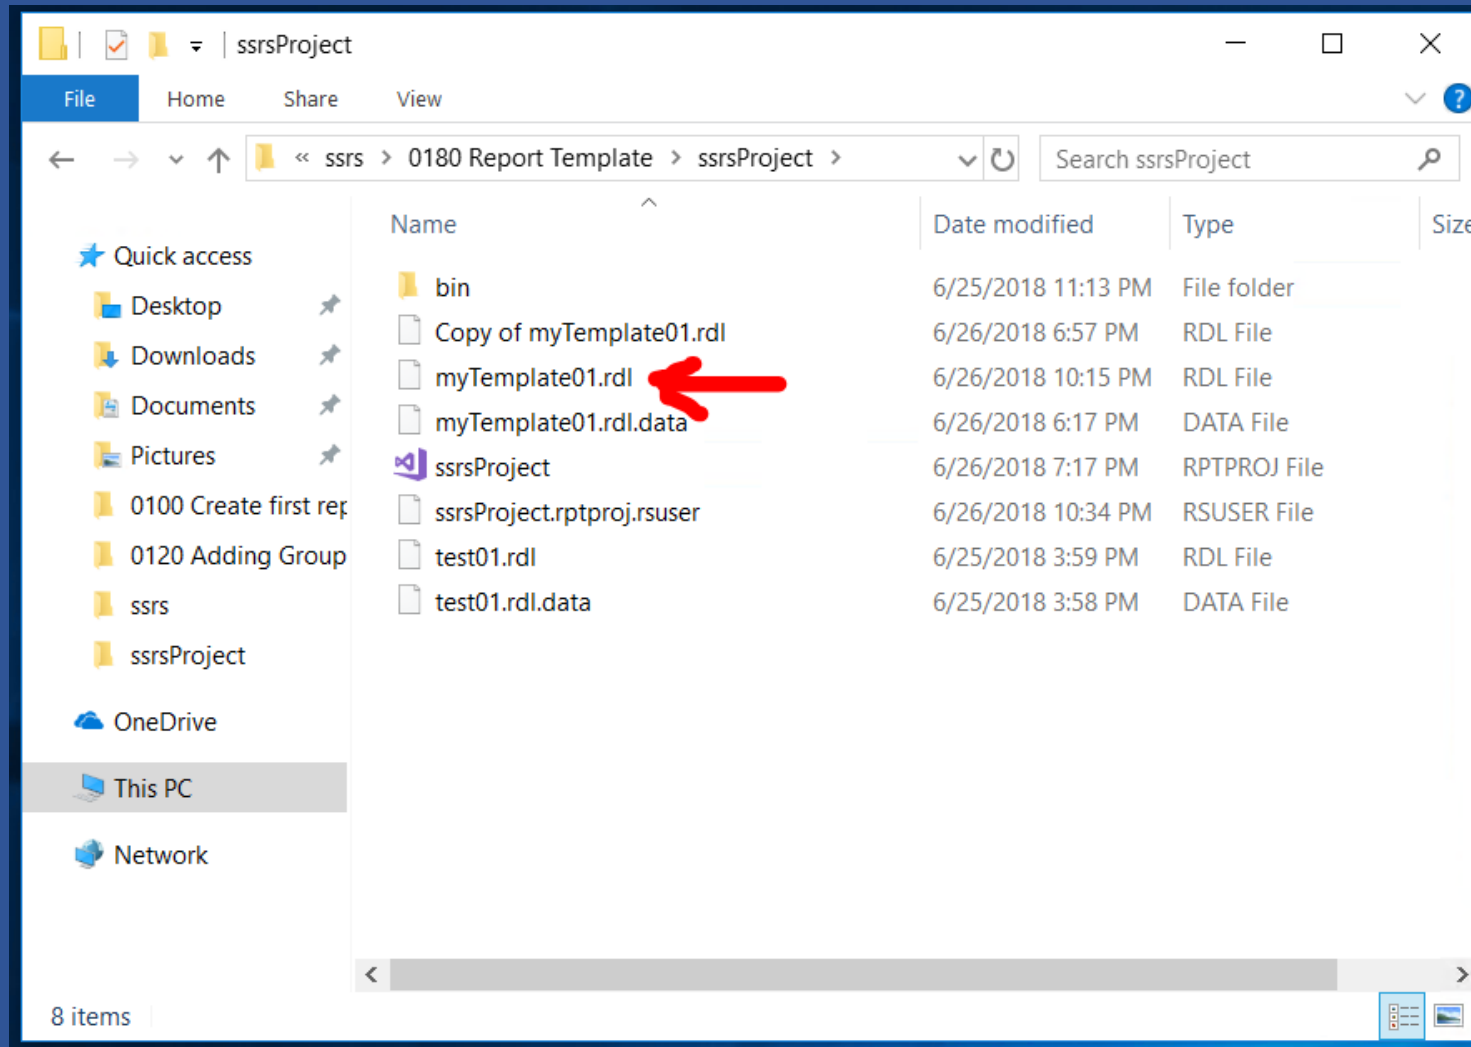 ssrsProject
File Home Share View ?
« ssrs > 0180 Report Template > ssrsProject > Search ssrsProject
Name Date modified Type Size
Quick access
Desktop
Downloads
Documents
Pictures
0100 Create first rep
0120 Adding Group
ssrs
ssrsProject
OneDrive
This PC
Network
bin 6/25/2018 11:13 PM File folder
Copy of myTemplate01.rdl 6/26/2018 6:57 PM RDL File
myTemplate01.rdl 6/26/2018 10:15 PM RDL File
myTemplate01.rdl.data 6/26/2018 6:17 PM DATA File
ssrsProject 6/26/2018 7:17 PM RPTPROJ File
ssrsProject.rptproj.rsuser 6/26/2018 10:34 PM RSUSER File
test01.rdl 6/25/2018 3:59 PM RDL File
test01.rdl.data 6/25/2018 3:58 PM DATA File
8 items